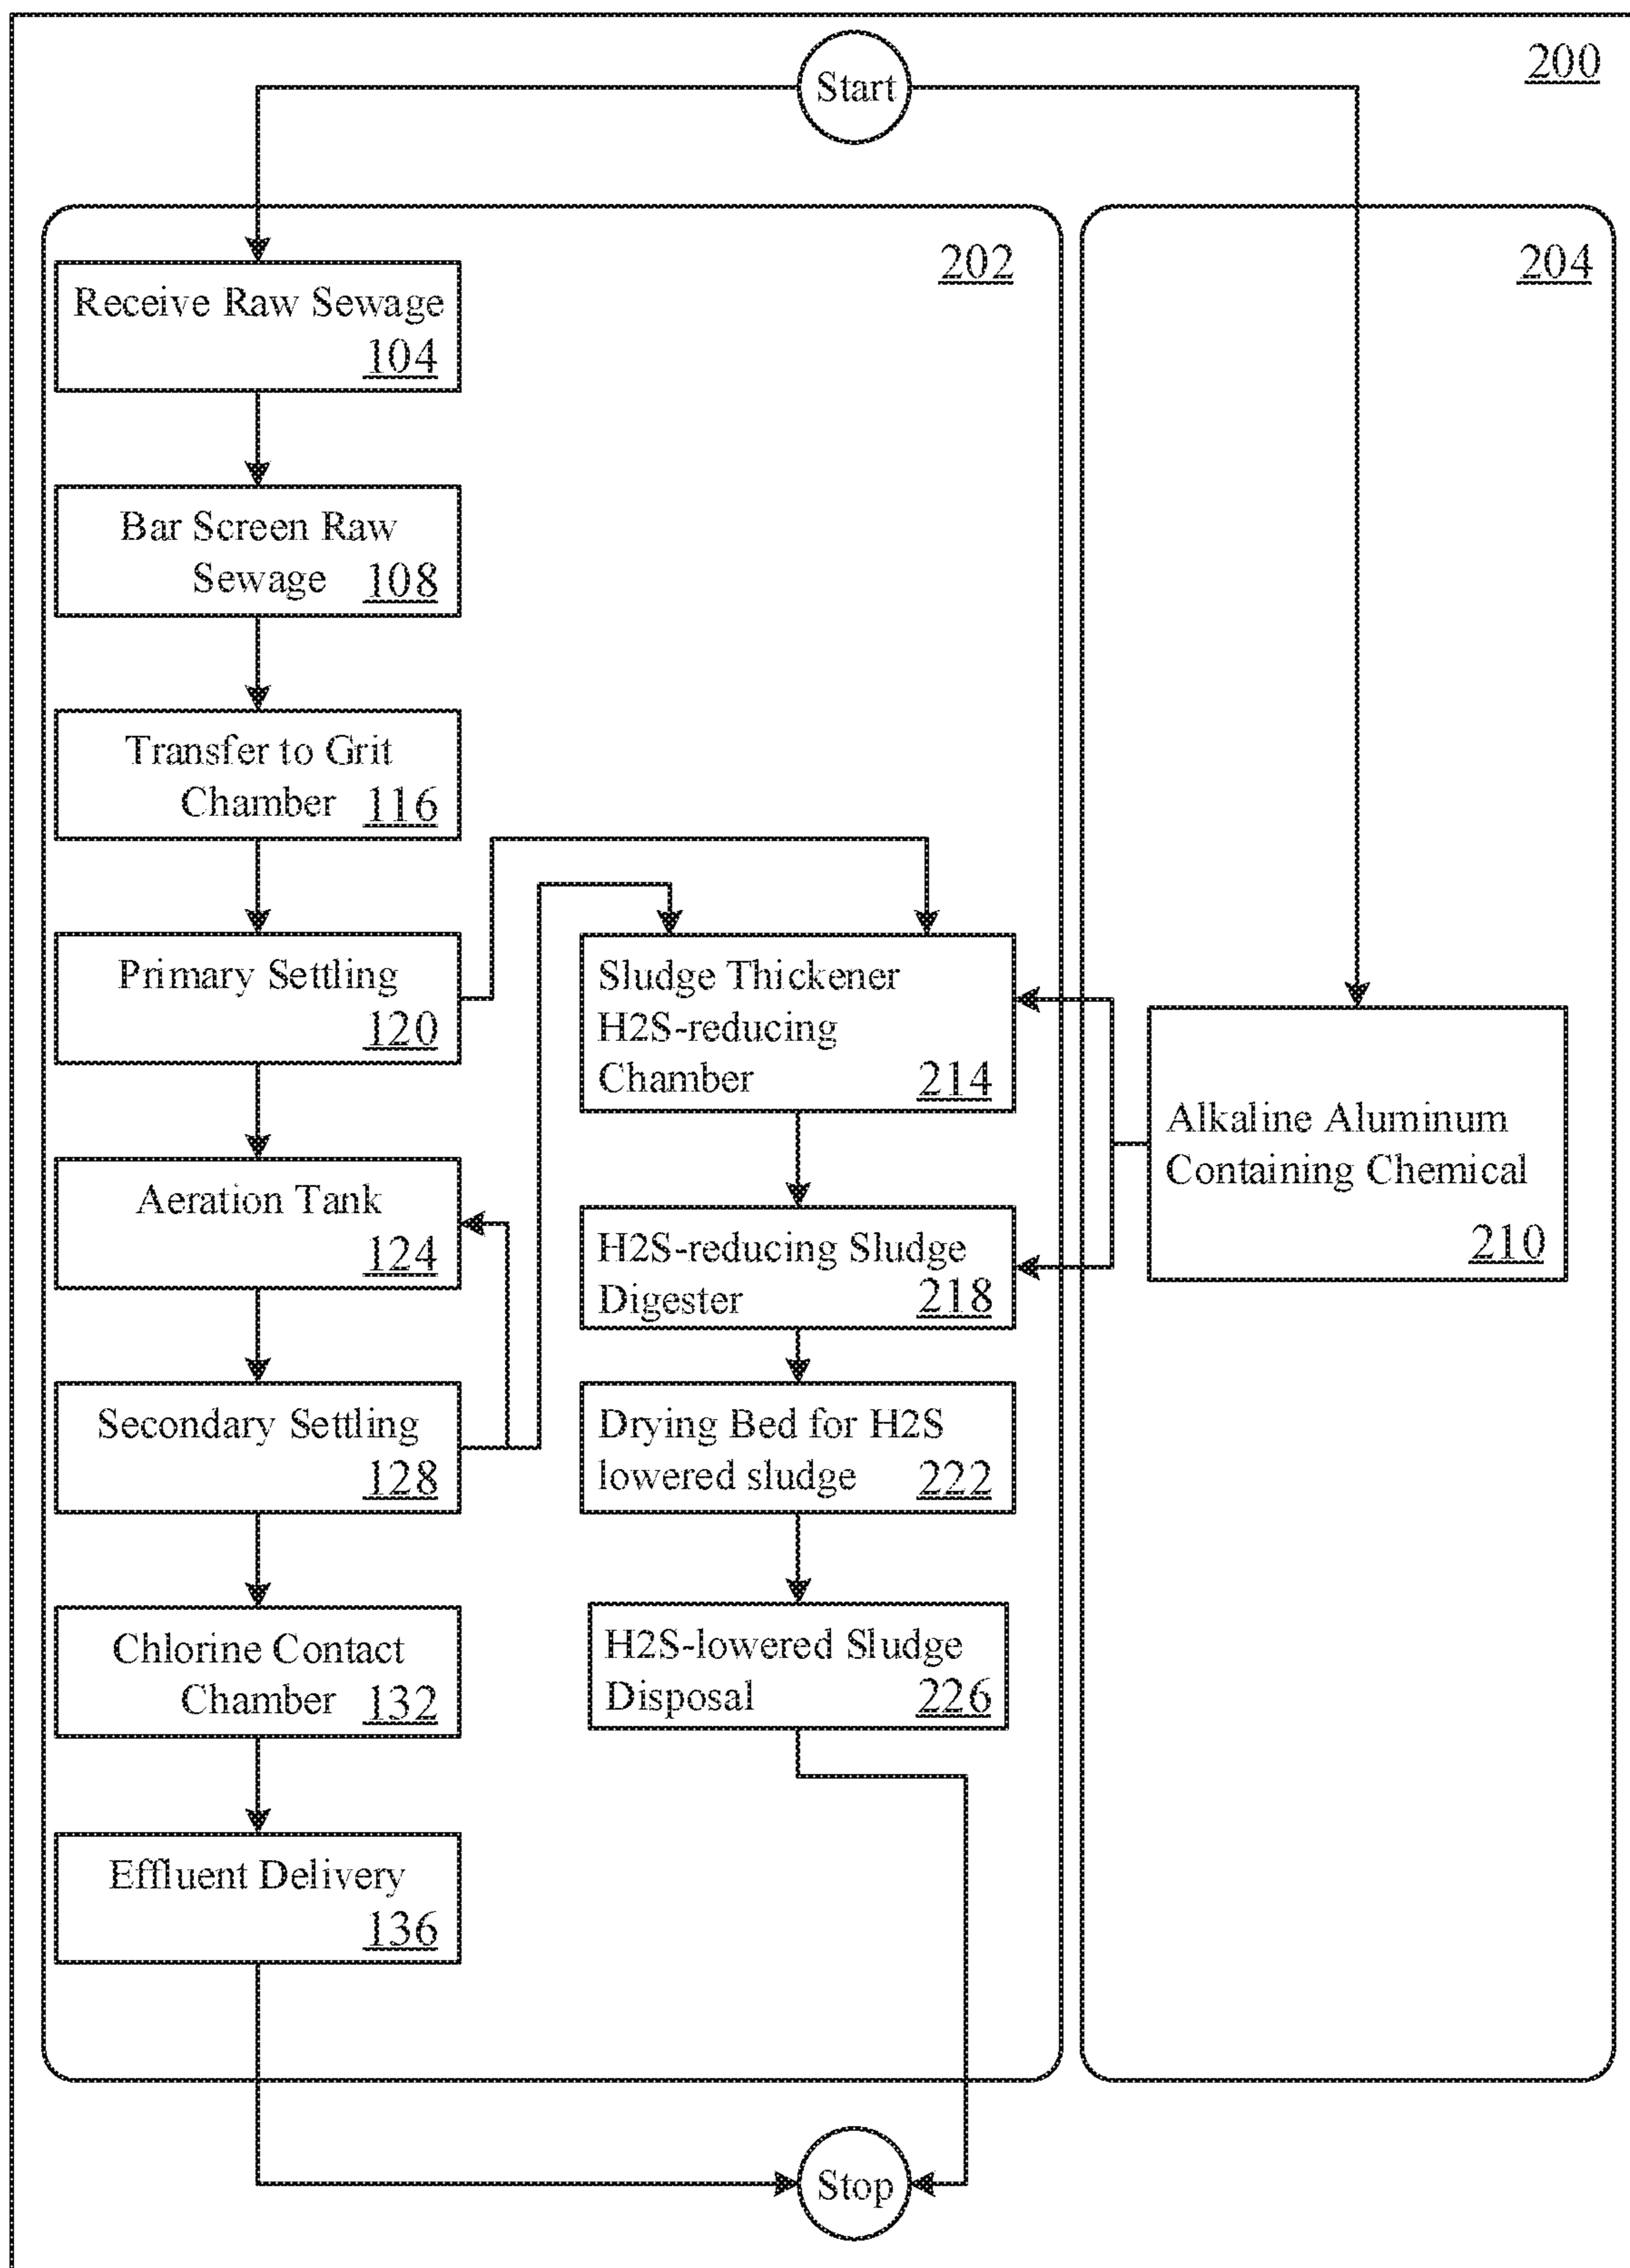 200
Start
202
204
Receive Raw Sewage
104
Bar Screen Raw
Sewage 108
Transfer to Grit
Chamber 116
Primary Settling
120
Aeration Tank
124
Secondary Settling
128
Chlorine Contact
Chamber 132
Effluent Delivery
136
Sludge Thickener
H2S-reducing
Chamber 214
H2S-reducing Sludge
Digester 218
Drying Bed for H2S
lowered sludge 222
H2S-lowered Sludge
Disposal 226
Alkaline Aluminum
Containing Chemical
210
Stop